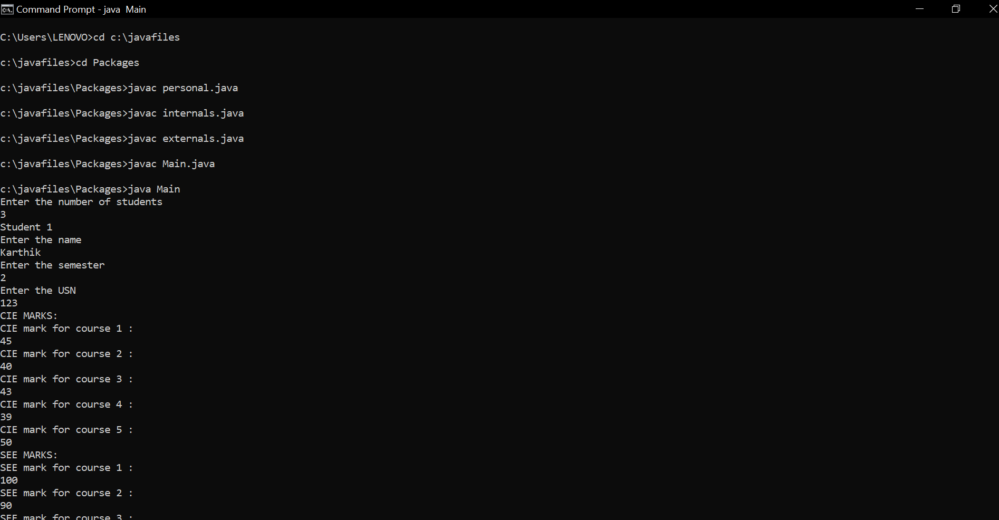 Command Prompt - java  Main
C:\Users\LENOVO>cd c:\javafiles
c:\javafiles>cd Packages
c:\javafiles\Packages>javac personal.java
c:\javafiles\Packages>javac internals.java
c:\javafiles\Packages>javac externals.java
c:\javafiles\Packages>javac Main.java
c:\javafiles\Packages>java Main
Enter the number of students
3
Student 1
Enter the name
Karthik
Enter the semester
2
Enter the USN
123
CIE MARKS:
CIE mark for course 1 :
45
CIE mark for course 2 :
40
CIE mark for course 3 :
43
CIE mark for course 4 :
39
CIE mark for course 5 :
50
SEE MARKS:
SEE mark for course 1 :
100
SEE mark for course 2 :
90
SEE mark for course 3 :